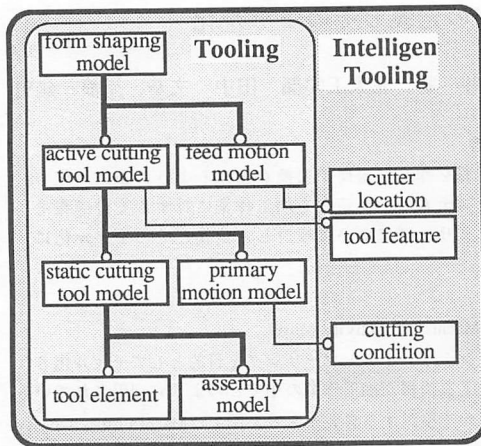 form shaping
model
Tooling
Intelligen
Tooling
active cutting
tool model
feed motion
model
cutter
location
tool feature
static cutting
tool model
primary
motion model
cutting
condition
tool element
assembly
model